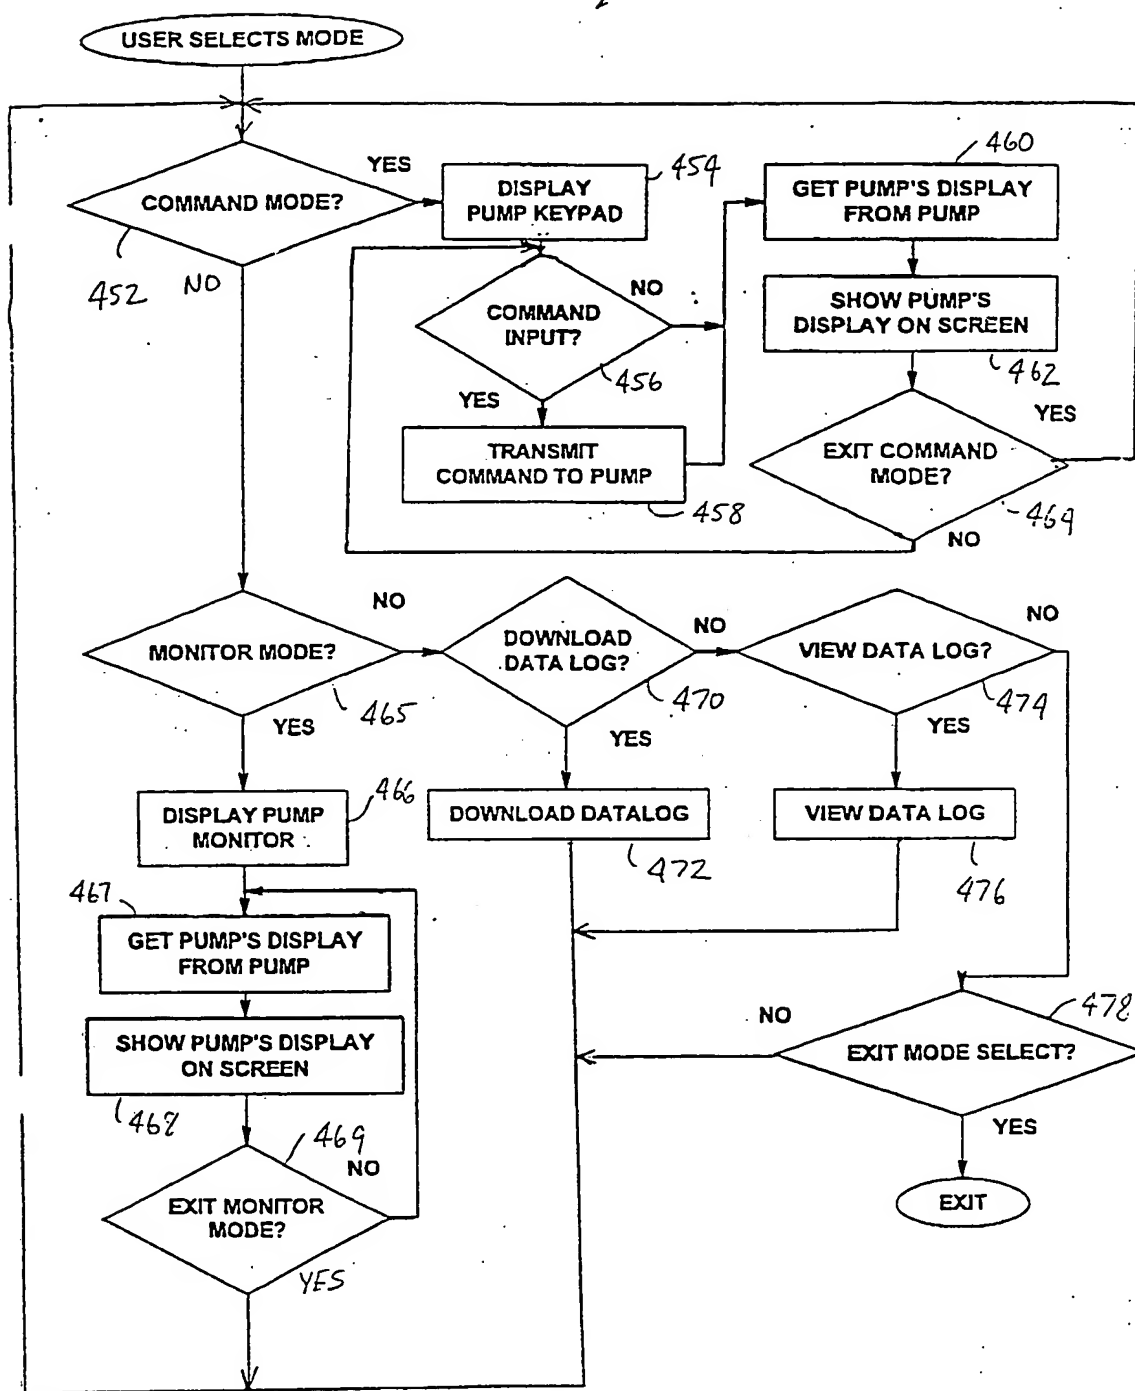 USER SELECTS MODE
COMMAND MODE?
YES
452
NO
DISPLAY
PUMP KEYPAD
454
COMMAND
INPUT?
NO
456
YES
TRANSMIT
COMMAND TO PUMP
458
460
GET PUMP'S DISPLAY
FROM PUMP
SHOW PUMP'S
DISPLAY ON SCREEN
462
EXIT COMMAND
MODE?
YES
464
NO
MONITOR MODE?
NO
465
YES
DOWNLOAD
DATA LOG?
NO
470
YES
VIEW DATA LOG?
NO
474
YES
DISPLAY PUMP
MONITOR
466
DOWNLOAD DATALOG
472
VIEW DATA LOG
476
467
GET PUMP'S DISPLAY
FROM PUMP
SHOW PUMP'S DISPLAY
ON SCREEN
468
469
NO
EXIT MONITOR
MODE?
YES
478
NO
EXIT MODE SELECT?
YES
EXIT